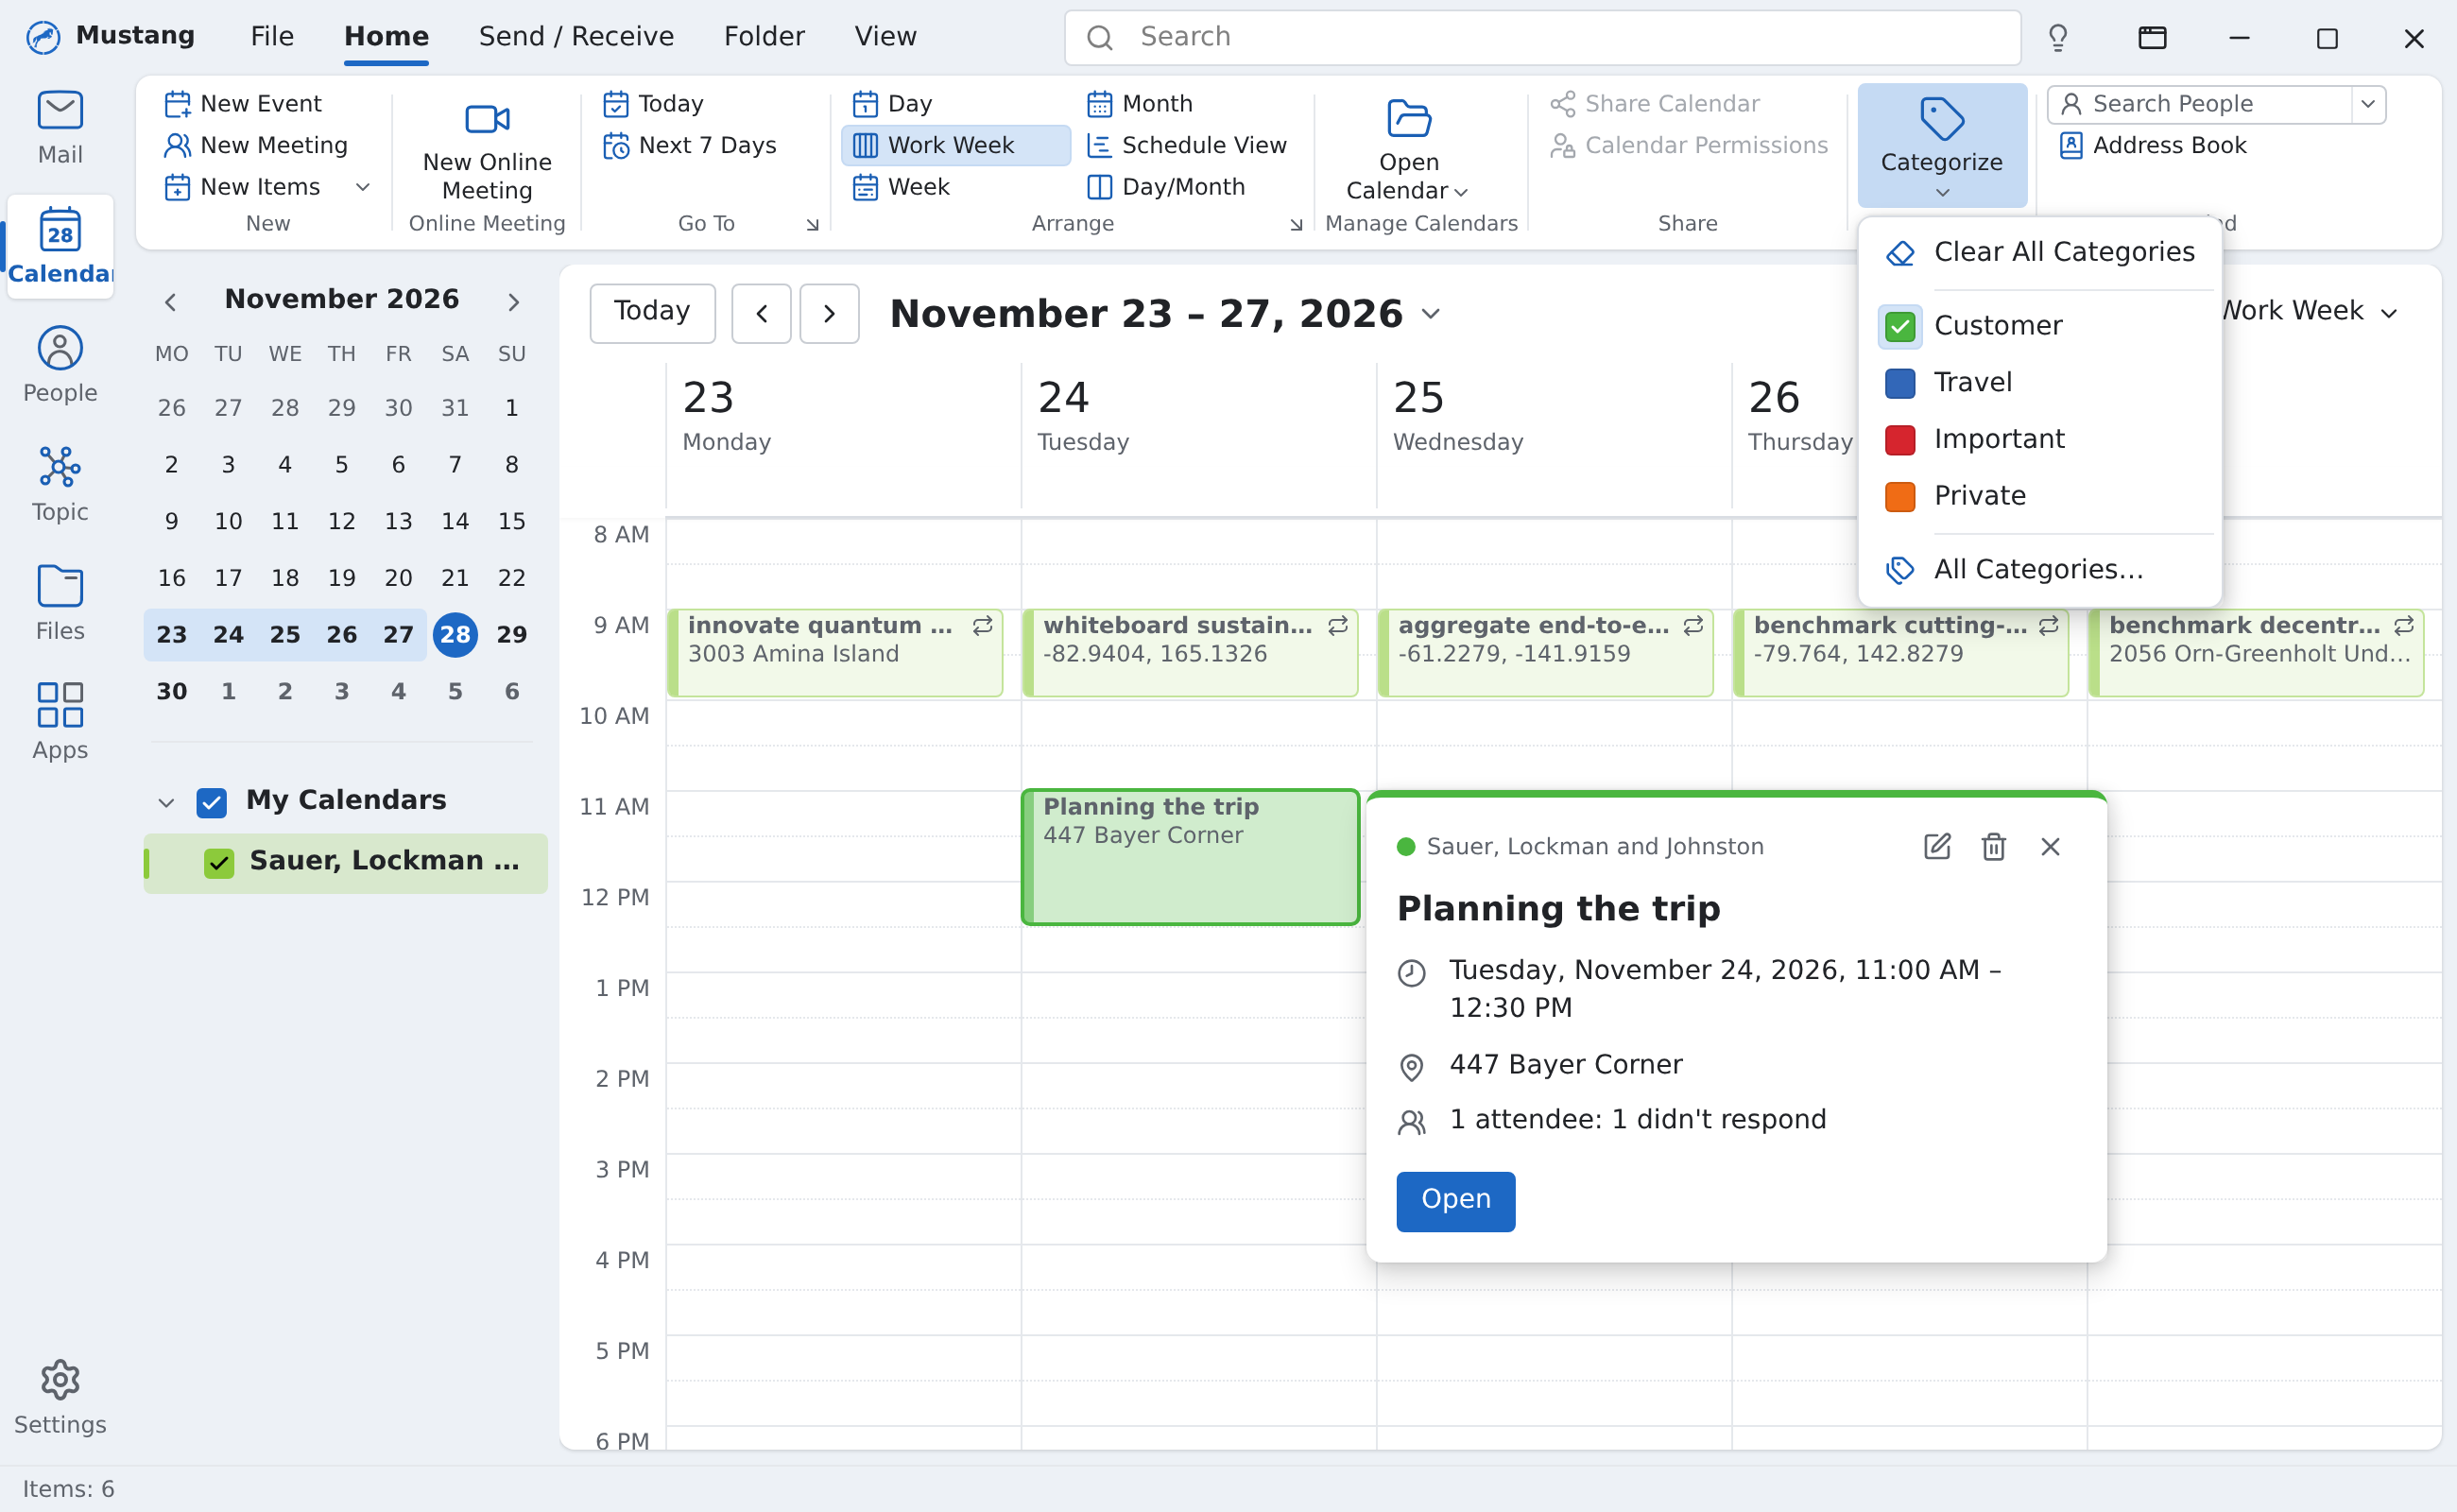 Mustang
File
Home
Send / Receive
Folder
View
Search
Mail
28
Calendar
People
Topic
Files
Apps
Settings
New Event
New Meeting
New Items
New
New Online
Meeting
Online Meeting
Today
Next 7 Days
Go To
Day
Work Week
Week
Month
Schedule View
Day/Month
Arrange
Open
Calendar
Manage Calendars
Share Calendar
Calendar Permissions
Share
Categorize
Search People
Address Book
Clear All Categories
Customer
Travel
Important
Private
All Categories...
November 2026
MO TU WE TH FR SA SU
26 27 28 29 30 31 1
2 3 4 5 6 7 8
9 10 11 12 13 14 15
16 17 18 19 20 21 22
23 24 25 26 27 28 29
30 1 2 3 4 5 6
My Calendars
Sauer, Lockman ...
Today
November 23 – 27, 2026
Work Week
23
Monday
24
Tuesday
25
Wednesday
26
Thursday
8 AM
9 AM
10 AM
11 AM
12 PM
1 PM
2 PM
3 PM
4 PM
5 PM
6 PM
innovate quantum ...
3003 Amina Island
whiteboard sustain...
-82.9404, 165.1326
aggregate end-to-e...
-61.2279, -141.9159
benchmark cutting-...
-79.764, 142.8279
benchmark decentr...
2056 Orn-Greenholt Und...
Planning the trip
447 Bayer Corner
Sauer, Lockman and Johnston
Planning the trip
Tuesday, November 24, 2026, 11:00 AM –
12:30 PM
447 Bayer Corner
1 attendee: 1 didn't respond
Open
Items: 6